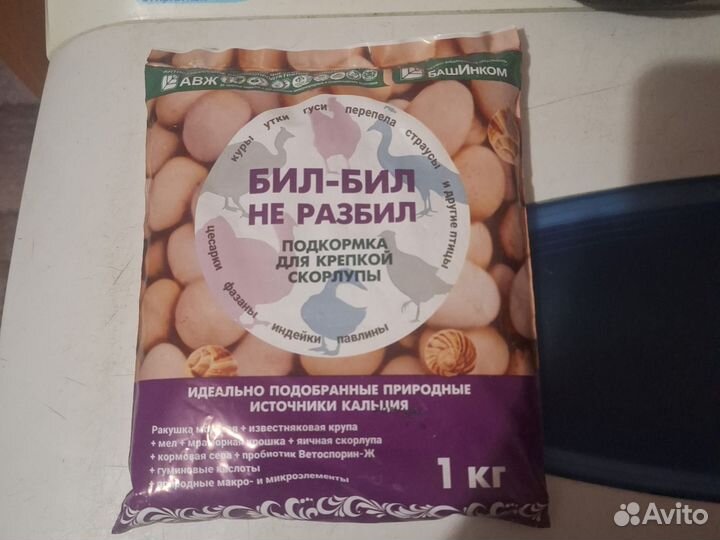 АВЖ
БАШИНКОМ
куры утки гуси перепела страусы и другие птицы
БИЛ-БИЛ
НЕ РАЗБИЛ
ПОДКОРМКА
ДЛЯ КРЕПКОЙ
СКОРЛУПЫ
цесарки фазаны индейки павлины
ИДЕАЛЬНО ПОДОБРАННЫЕ ПРИРОДНЫЕ
ИСТОЧНИКИ КАЛЬЦИЯ
Ракушка морская + известняковая крупа
+ мел + мраморная крошка + яичная скорлупа
+ кормовая сера + пробиотик Ветоспорин-Ж
+ гуминовые кислоты
+ природные макро- и микроэлементы
1 кг
Avito